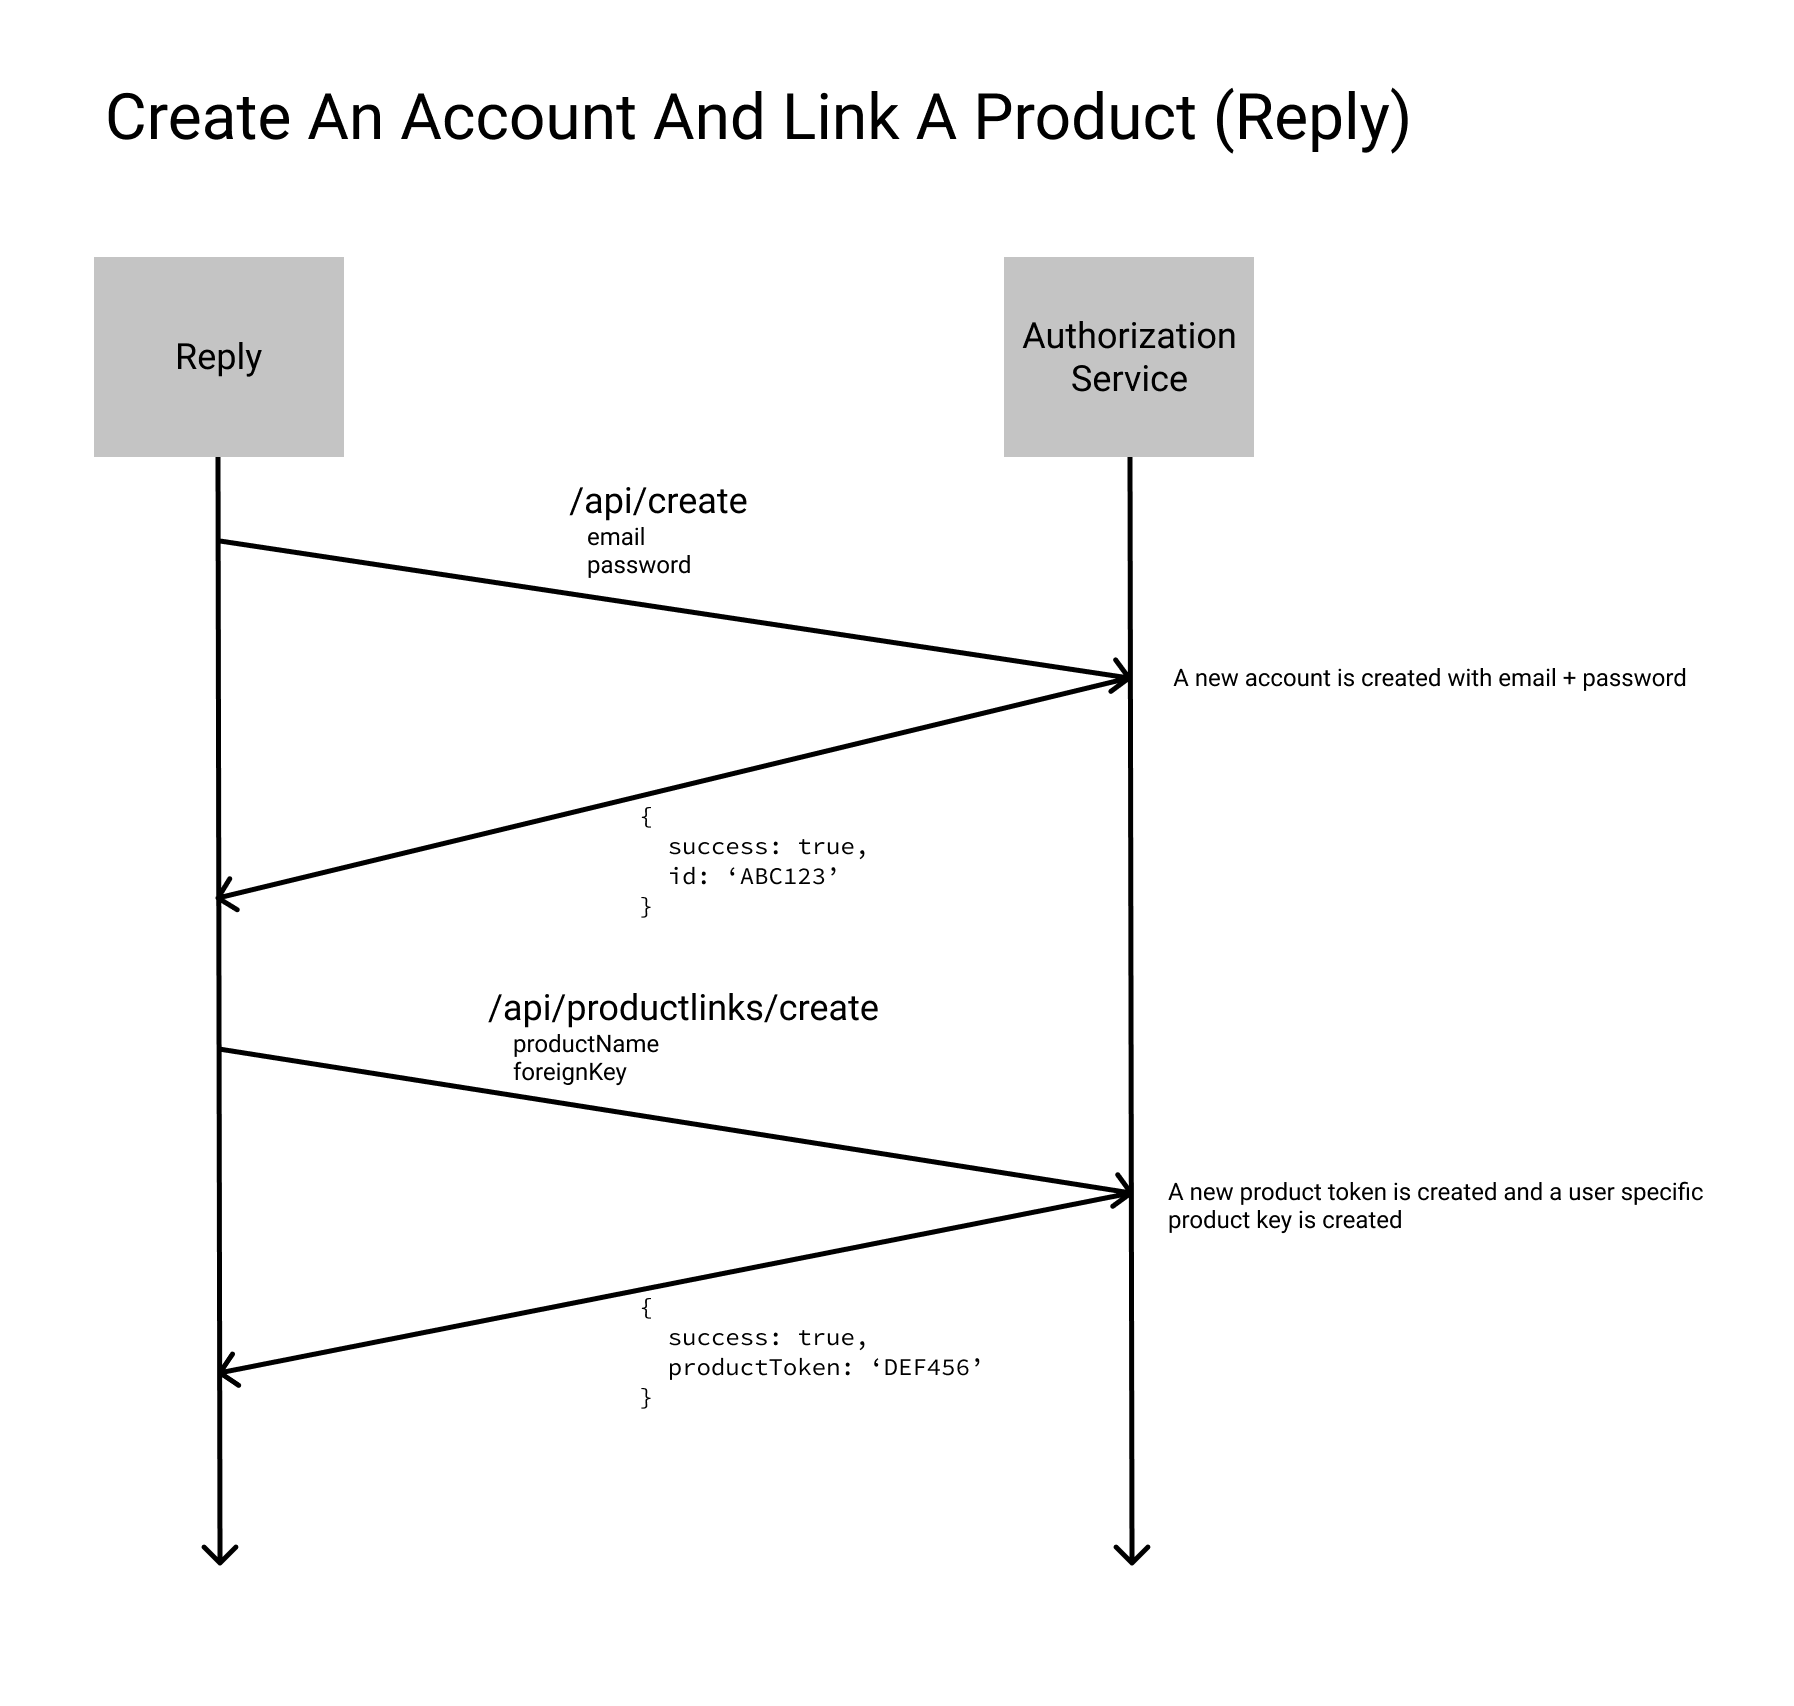 Create An Account And Link A Product (Reply)
Reply
Authorization
Service
/api/create
email
password
A new account is created with email + password
{
success: true,
id: ‘ABC123’
}
/api/productlinks/create
productName
foreignKey
A new product token is created and a user specific
product key is created
{
success: true,
productToken: ‘DEF456’
}